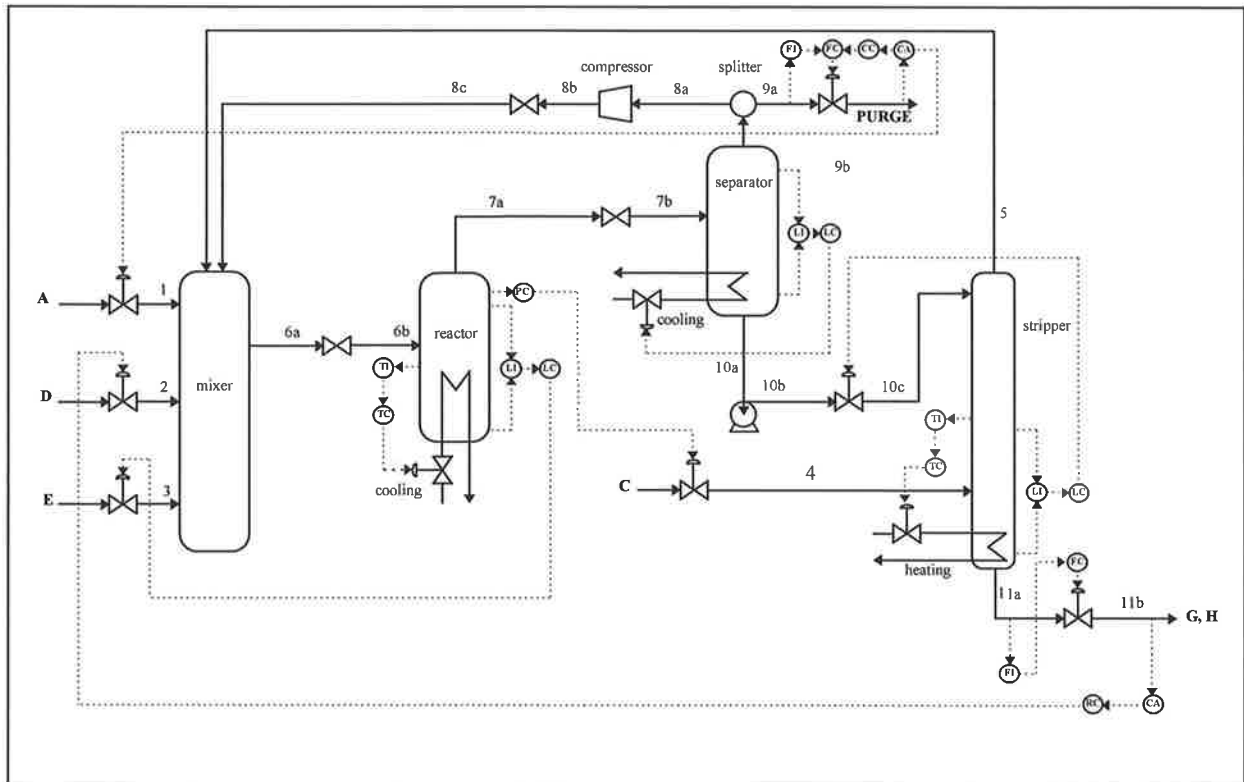 FI FC CC CA
compressor splitter
8c 8b 8a 9a
PURGE
separator 9b
7a 7b 5
LI LC
A 1
PC
stripper
6a 6b reactor
cooling
mixer TI LI LC
10a
D 2 10b 10c
TC TI
TC
cooling C 4
E 3
LI LC
heating
FC
11a 11b
G, H
FI
RC CA